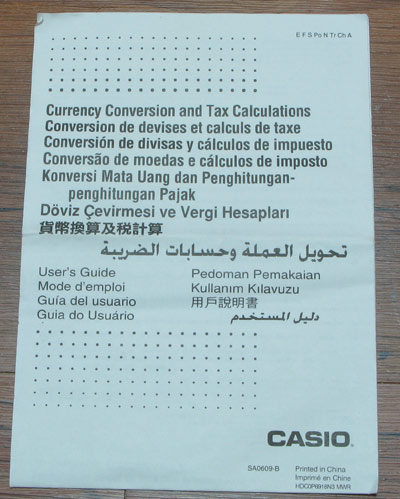 E F S Po N Tr Ch A
Currency Conversion and Tax Calculations
Conversion de devises et calculs de taxe
Conversión de divisas y cálculos de impuesto
Conversão de moedas e cálculos de imposto
Konversi Mata Uang dan Penghitungan-
penghitungan Pajak
Döviz Çevirmesi ve Vergi Hesapları
貨幣換算及税計算
تحويل العملة وحسابات الضريبة
User's Guide
Mode d'emploi
Guía del usuario
Guia do Usuário
Pedoman Pemakaian
Kullanım Kılavuzu
用戶說明書
دليل المستخدم
CASIO.
SA0609-B
Printed in China
Imprimé en Chine